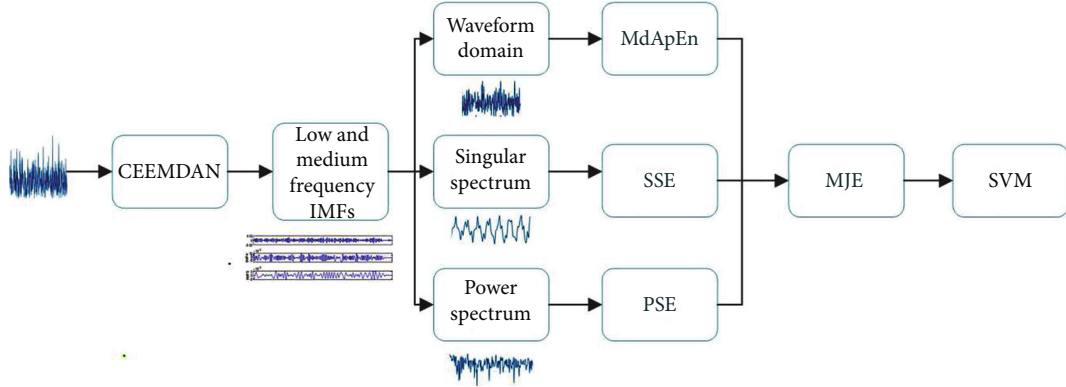 CEEMDAN
Low and
medium
frequency
IMFs
Waveform
domain
MdApEn
Singular
spectrum
SSE
Power
spectrum
PSE
MJE
SVM